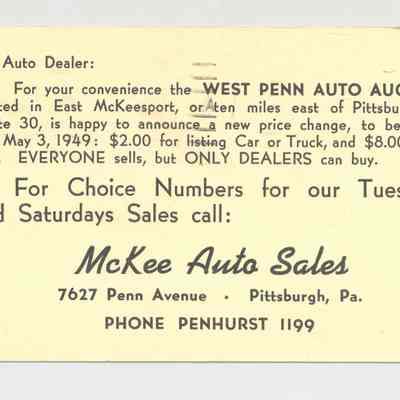 Auto Dealer:
For your convenience the WEST PENN AUTO AUC
ted in East McKeesport, or ten miles east of Pittsbur
te 30, is happy to announce a new price change, to be
May 3, 1949: $2.00 for listing Car or Truck, and $8.00
. EVERYONE sells, but ONLY DEALERS can buy.
For Choice Numbers for our Tues
d Saturdays Sales call:
McKee Auto Sales
7627 Penn Avenue • Pittsburgh, Pa.
PHONE PENHURST 1199